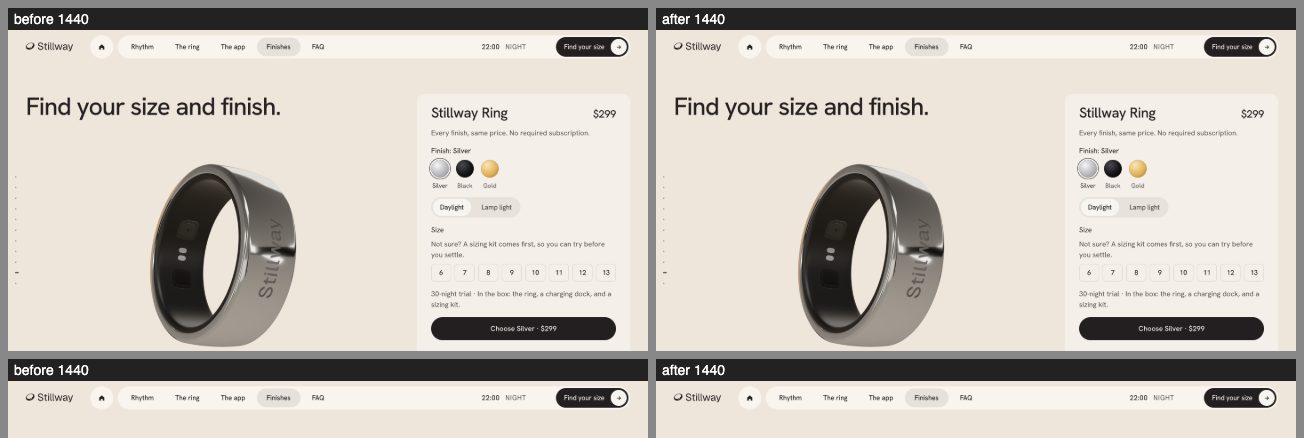 before 1440
Stillway Rhythm The ring The app Finishes FAQ 22:00 NIGHT Find your size
Find your size and finish.
Stillway
Stillway Ring $299
Every finish, same price. No required subscription.
Finish: Silver
Silver Black Gold
Daylight Lamp light
Size
Not sure? A sizing kit comes first, so you can try before
you settle.
6 7 8 9 10 11 12 13
30-night trial · In the box: the ring, a charging dock, and a
sizing kit.
Choose Silver · $299
after 1440
Stillway Rhythm The ring The app Finishes FAQ 22:00 NIGHT Find your size
Find your size and finish.
Stillway
Stillway Ring $299
Every finish, same price. No required subscription.
Finish: Silver
Silver Black Gold
Daylight Lamp light
Size
Not sure? A sizing kit comes first, so you can try before
you settle.
6 7 8 9 10 11 12 13
30-night trial · In the box: the ring, a charging dock, and a
sizing kit.
Choose Silver · $299
before 1440
Stillway Rhythm The ring The app Finishes FAQ 22:00 NIGHT Find your size
after 1440
Stillway Rhythm The ring The app Finishes FAQ 22:00 NIGHT Find your size